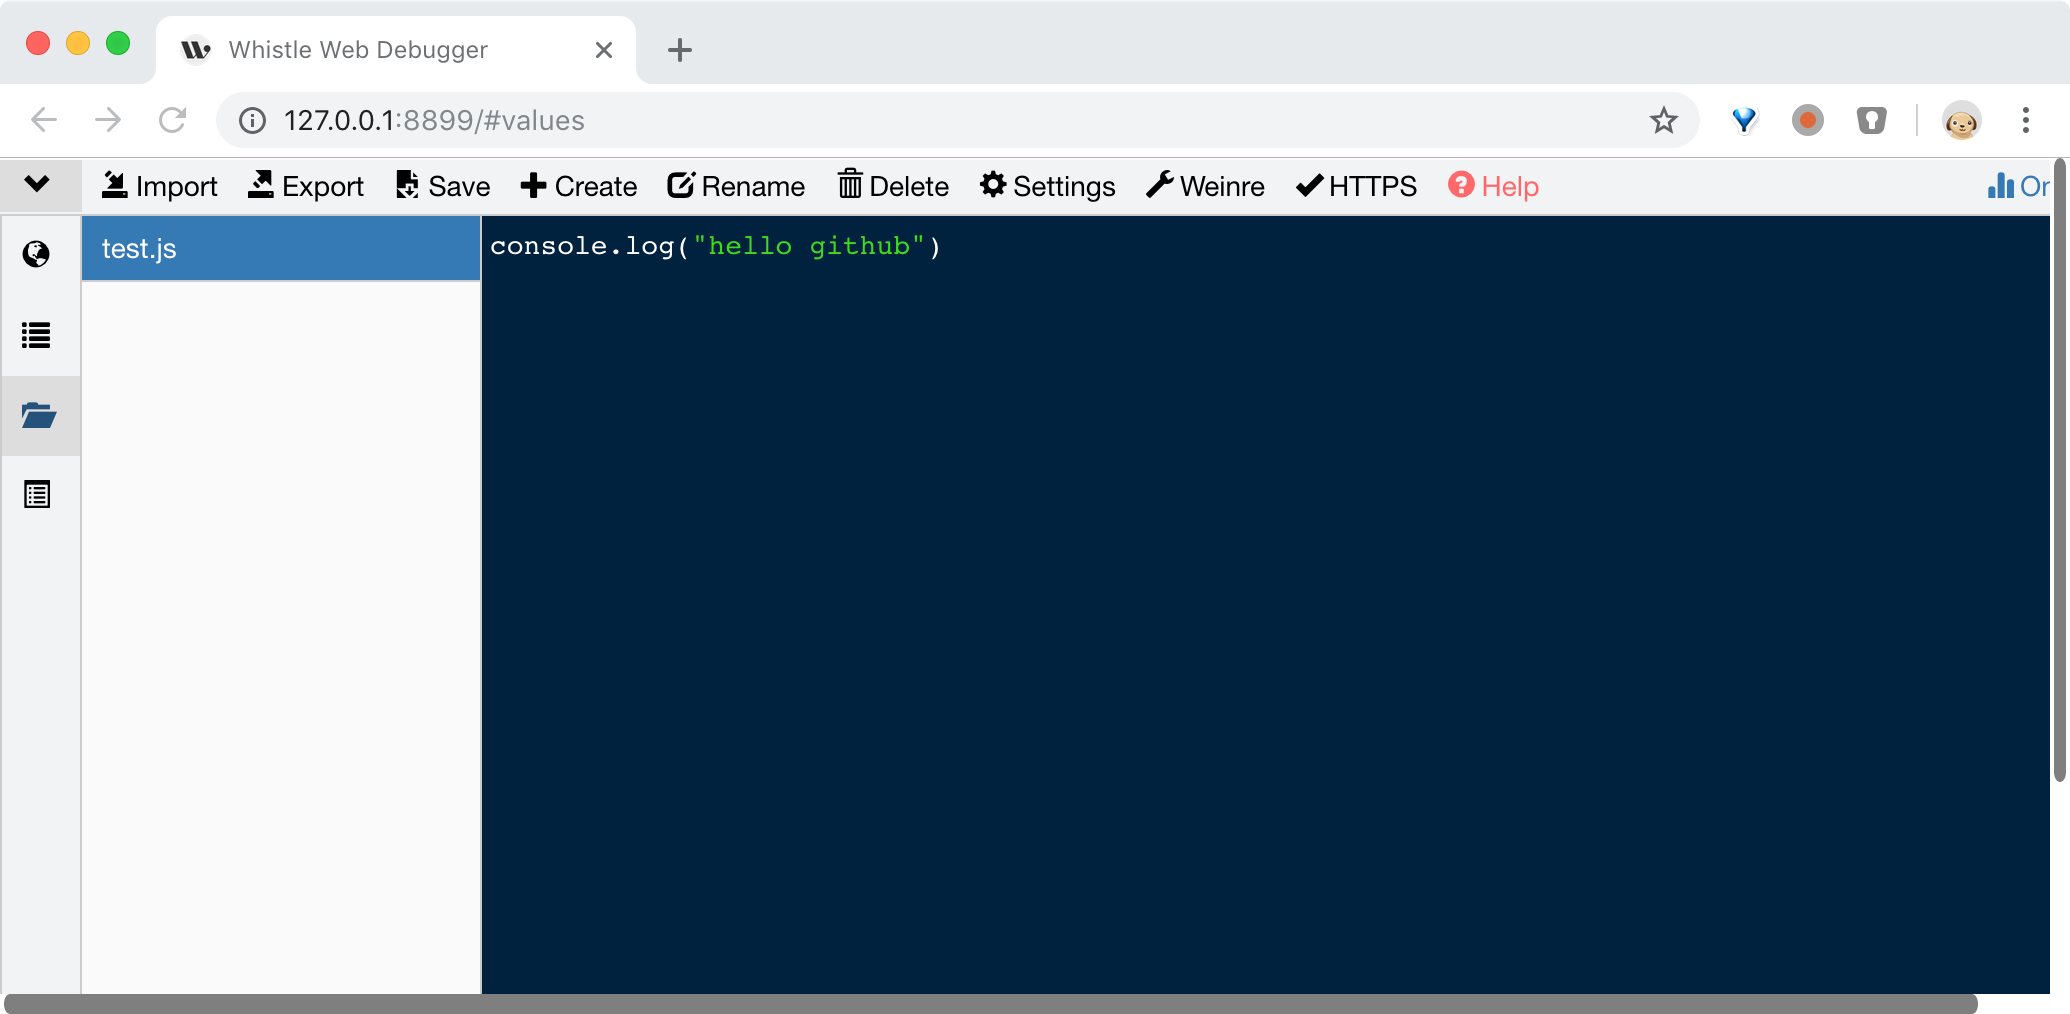 Whistle Web Debugger
127.0.0.1:8899/#values
Import Export Save Create Rename Delete Settings Weinre HTTPS Help
test.js
console.log("hello github")